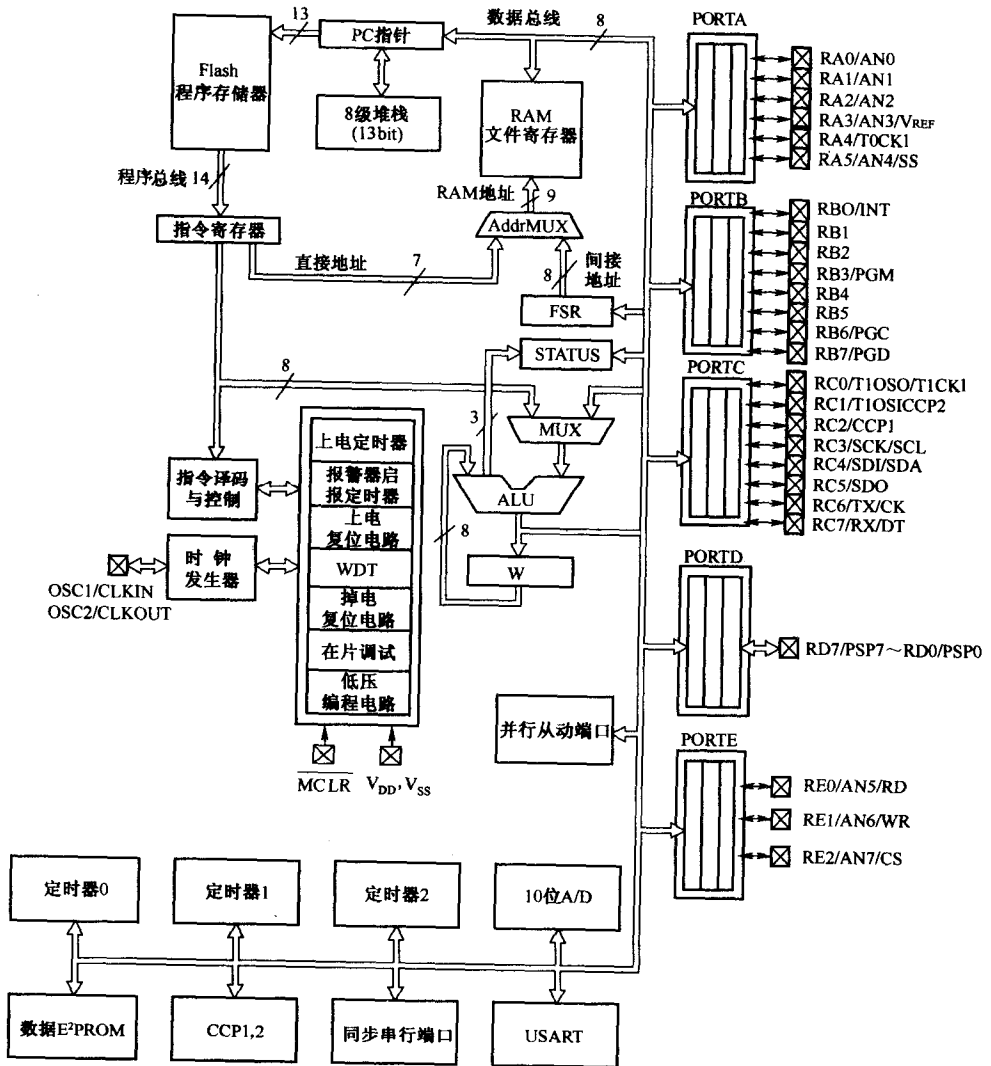 13
PC指针
数据总线
8
Flash
程序存储器
8级堆栈
(13bit)
RAM
文件寄存器
程序总线 14
RAM地址
9
指令寄存器
AddrMUX
直接地址
7
8
间接
地址
FSR
STATUS
8
3
MUX
ALU
8
W
上电定时器
报警器启
报定时器
上电
复位电路
WDT
掉电
复位电路
在片调试
低压
编程电路
指令译码
与控制
时 钟
发生器
OSC1/CLKIN
OSC2/CLKOUT
MCLR
VDD,VSS
并行从动端口
PORTA
RA0/AN0
RA1/AN1
RA2/AN2
RA3/AN3/VREF
RA4/T0CK1
RA5/AN4/SS
PORTB
RBO/INT
RB1
RB2
RB3/PGM
RB4
RB5
RB6/PGC
RB7/PGD
PORTC
RC0/T1OSO/T1CK1
RC1/T1OSICCP2
RC2/CCP1
RC3/SCK/SCL
RC4/SDI/SDA
RC5/SDO
RC6/TX/CK
RC7/RX/DT
PORTD
RD7/PSP7～RD0/PSP0
PORTE
RE0/AN5/RD
RE1/AN6/WR
RE2/AN7/CS
定时器0
定时器1
定时器2
10位A/D
数据E²PROM
CCP1,2
同步串行端口
USART